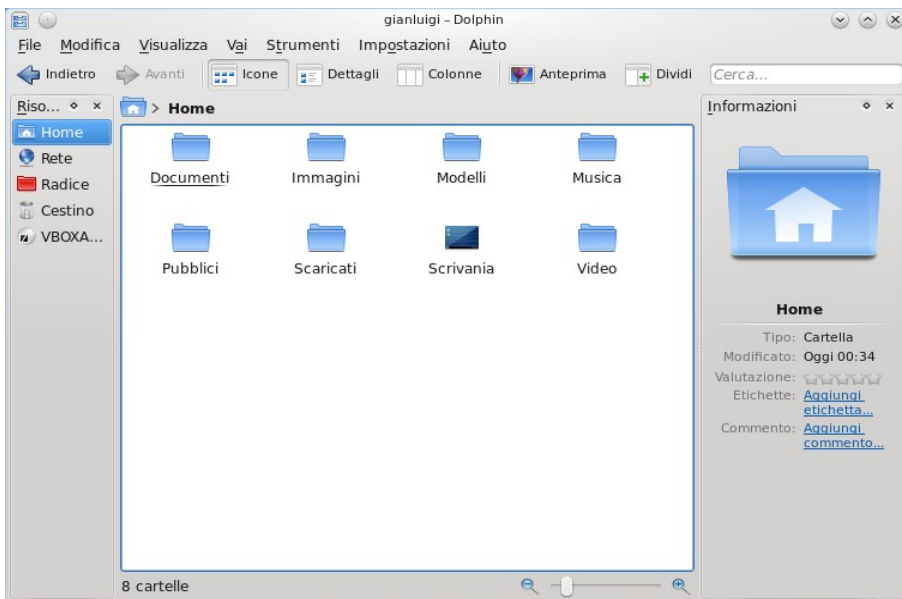 gianluigi – Dolphin
File Modifica Visualizza Vai Strumenti Impostazioni Aiuto
Indietro Avanti Icone Dettagli Colonne Anteprima Dividi Cerca...
Riso...
Home
Rete
Radice
Cestino
VBOXA...
> Home
Documenti Immagini Modelli Musica
Pubblici Scaricati Scrivania Video
8 cartelle
Informazioni
Home
Tipo: Cartella
Modificato: Oggi 00:34
Valutazione:
Etichette: Aggiungi
etichetta...
Commento: Aggiungi
commento...